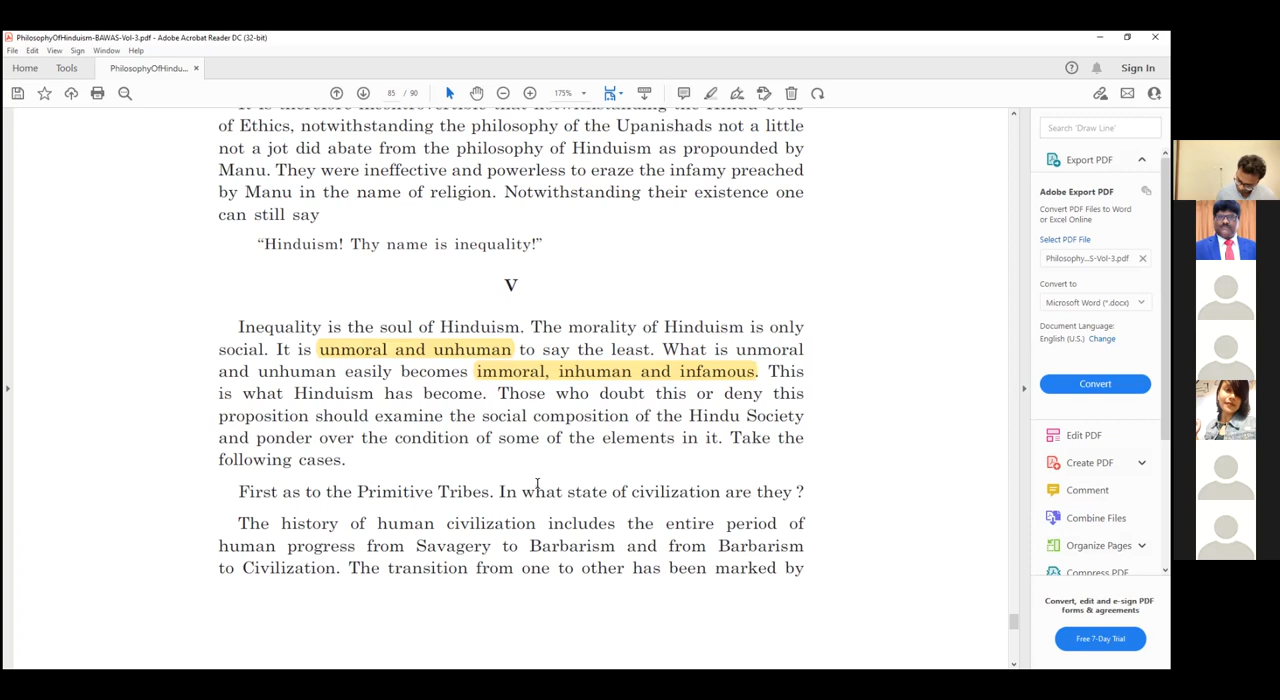 PhilosophyOfHinduism-BAWAS-Vol-3.pdf - Adobe Acrobat Reader DC (32-bit)
File Edit View Sign Window Help
Home Tools PhilosophyOfHindu... × Sign In
85 / 90 175%
It is therefore incontrovertible that notwithstanding the Hindu Code
of Ethics, notwithstanding the philosophy of the Upanishads not a little
not a jot did abate from the philosophy of Hinduism as propounded by
Manu. They were ineffective and powerless to eraze the infamy preached
by Manu in the name of religion. Notwithstanding their existence one
can still say
“Hinduism! Thy name is inequality!”
V
Inequality is the soul of Hinduism. The morality of Hinduism is only
social. It is unmoral and unhuman to say the least. What is unmoral
and unhuman easily becomes immoral, inhuman and infamous. This
is what Hinduism has become. Those who doubt this or deny this
proposition should examine the social composition of the Hindu Society
and ponder over the condition of some of the elements in it. Take the
following cases.
First as to the Primitive Tribes. In what state of civilization are they ?
The history of human civilization includes the entire period of
human progress from Savagery to Barbarism and from Barbarism
to Civilization. The transition from one to other has been marked by
Search 'Draw Line'
Export PDF
Adobe Export PDF
Convert PDF Files to Word
or Excel Online
Select PDF File
Philosophy...S-Vol-3.pdf
Convert to
Microsoft Word (*.docx)
Document Language:
English (U.S.) Change
Convert
Edit PDF
Create PDF
Comment
Combine Files
Organize Pages
Compress PDF
Convert, edit and e-sign PDF
forms & agreements
Free 7-Day Trial